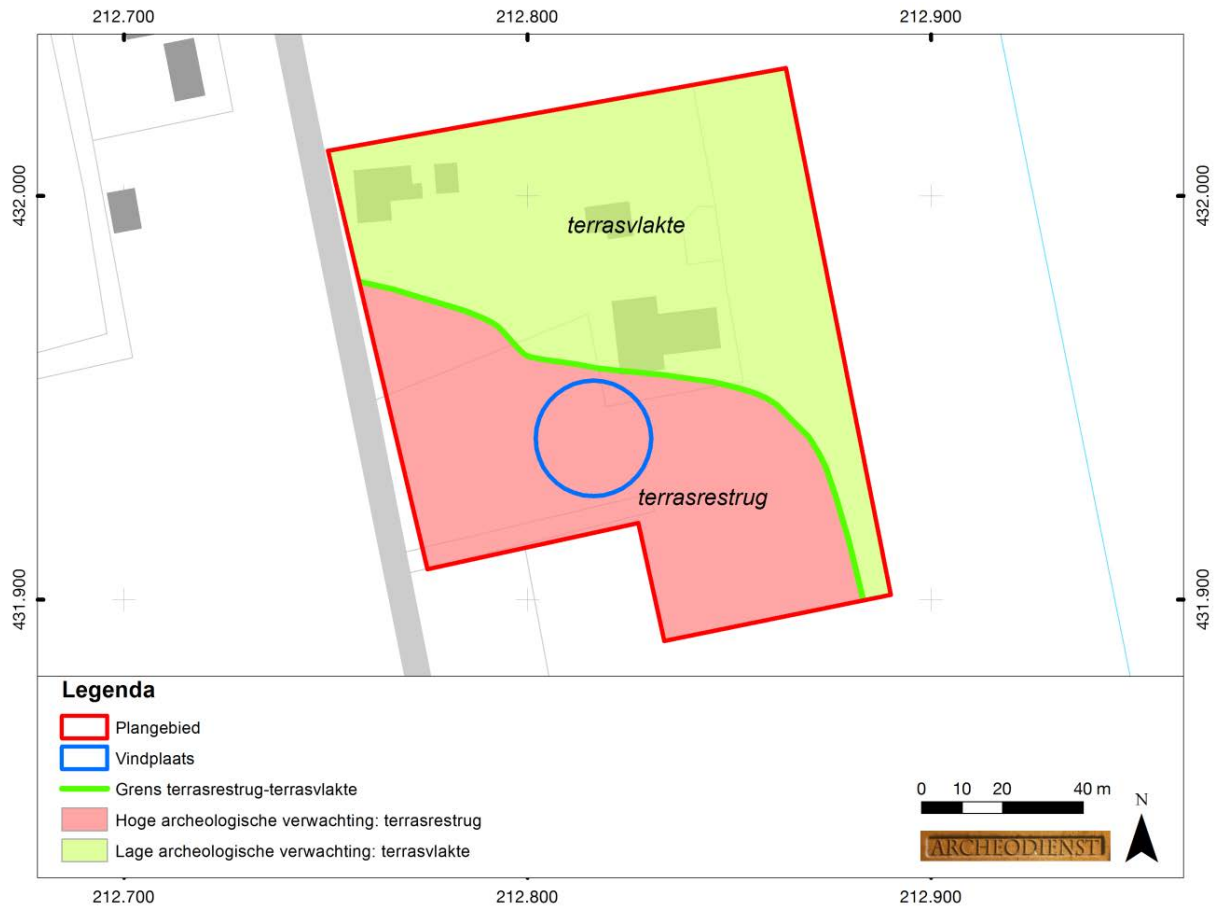 212.700
212.800
212.900
432.000
432.000
terrasvlakte
terrasrestrug
431.900
431.900
Legenda
Plangebied
Vindplaats
Grens terrasrestrug-terrasvlakte
Hoge archeologische verwachting: terrasrestrug
Lage archeologische verwachting: terrasvlakte
0 10 20 40 m
N
ARCHEODIENST
212.700
212.800
212.900